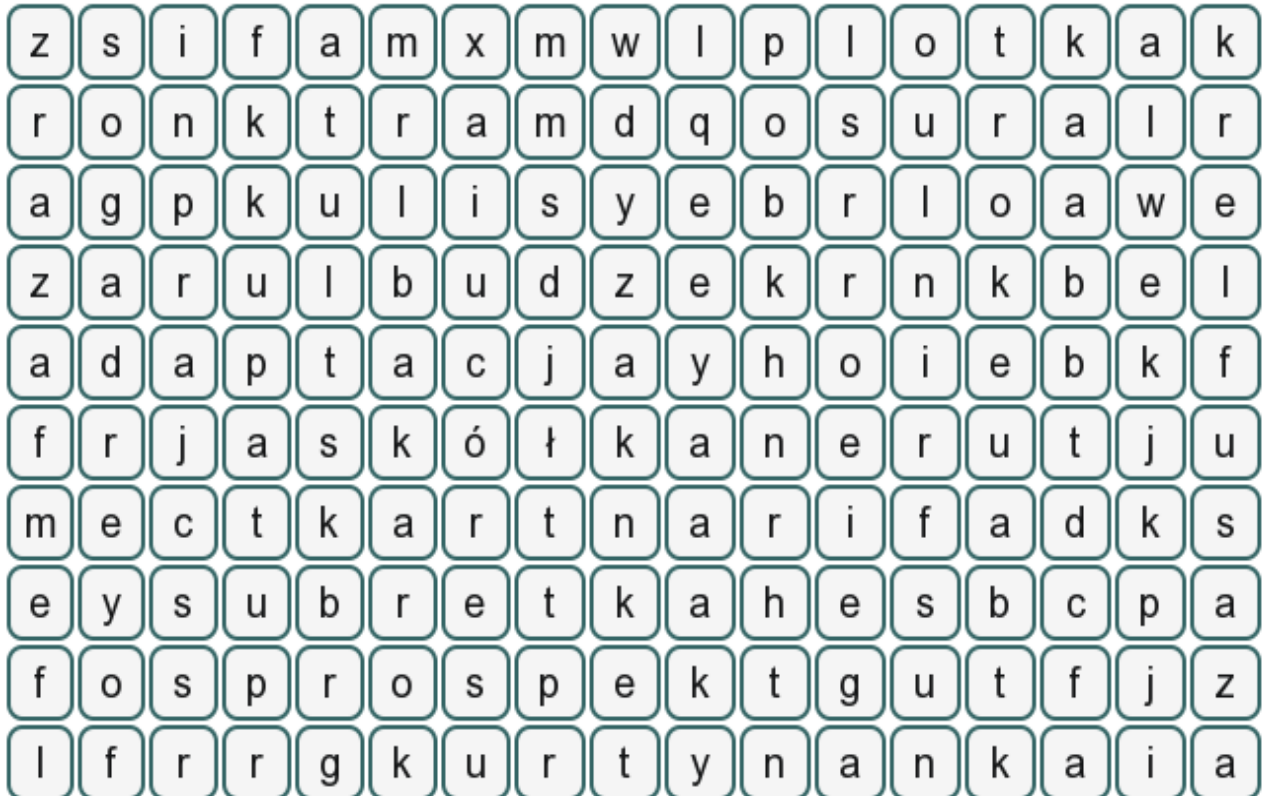 z s i f a m x m w l p l o t k a k
r o n k t r a m d q o s u r a l r
a g p k u l i s y e b r l o a w e
z a r u l b u d z e k r n k b e l
a d a p t a c j a y h o i e b k f
f r j a s k ó ł k a n e r u t j u
m e c t k a r t n a r i f a d k s
e y s u b r e t k a h e s b c p a
f o s p r o s p e k t g u t f j z
l f r r g k u r t y n a n k a i a